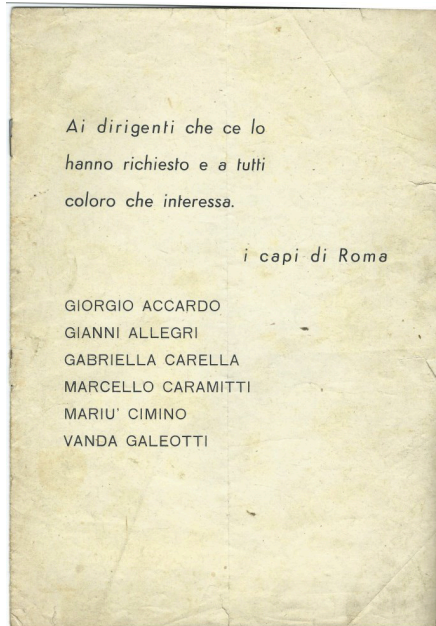 Ai dirigenti che ce lo
hanno richiesto e a tutti
coloro che interessa.
i capi di Roma
GIORGIO ACCARDO
GIANNI ALLEGRI
GABRIELLA CARELLA
MARCELLO CARAMITTI
MARIU' CIMINO
VANDA GALEOTTI